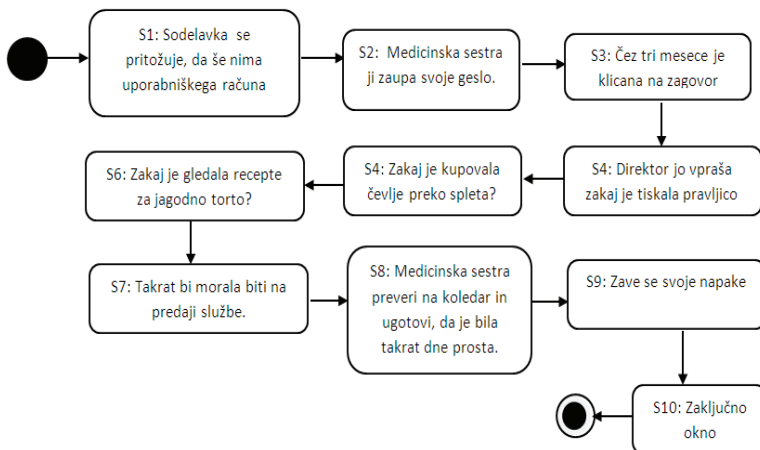 S1: Sodelavka se
pritožuje, da še nima
uporabniškega računa
S2: Medicinska sestra
ji zaupa svoje geslo.
S3: Čez tri mesece je
klicana na zagovor
S4: Direktor jo vpraša
zakaj je tiskala pravljico
S4: Zakaj je kupovala
čevlje preko spleta?
S6: Zakaj je gledala recepte
za jagodno torto?
S7: Takrat bi morala biti na
predaji službe.
S8: Medicinska sestra
preveri na koledar in
ugotovi, da je bila
takrat dne prosta.
S9: Zave se svoje napake
S10: Zaključno
okno